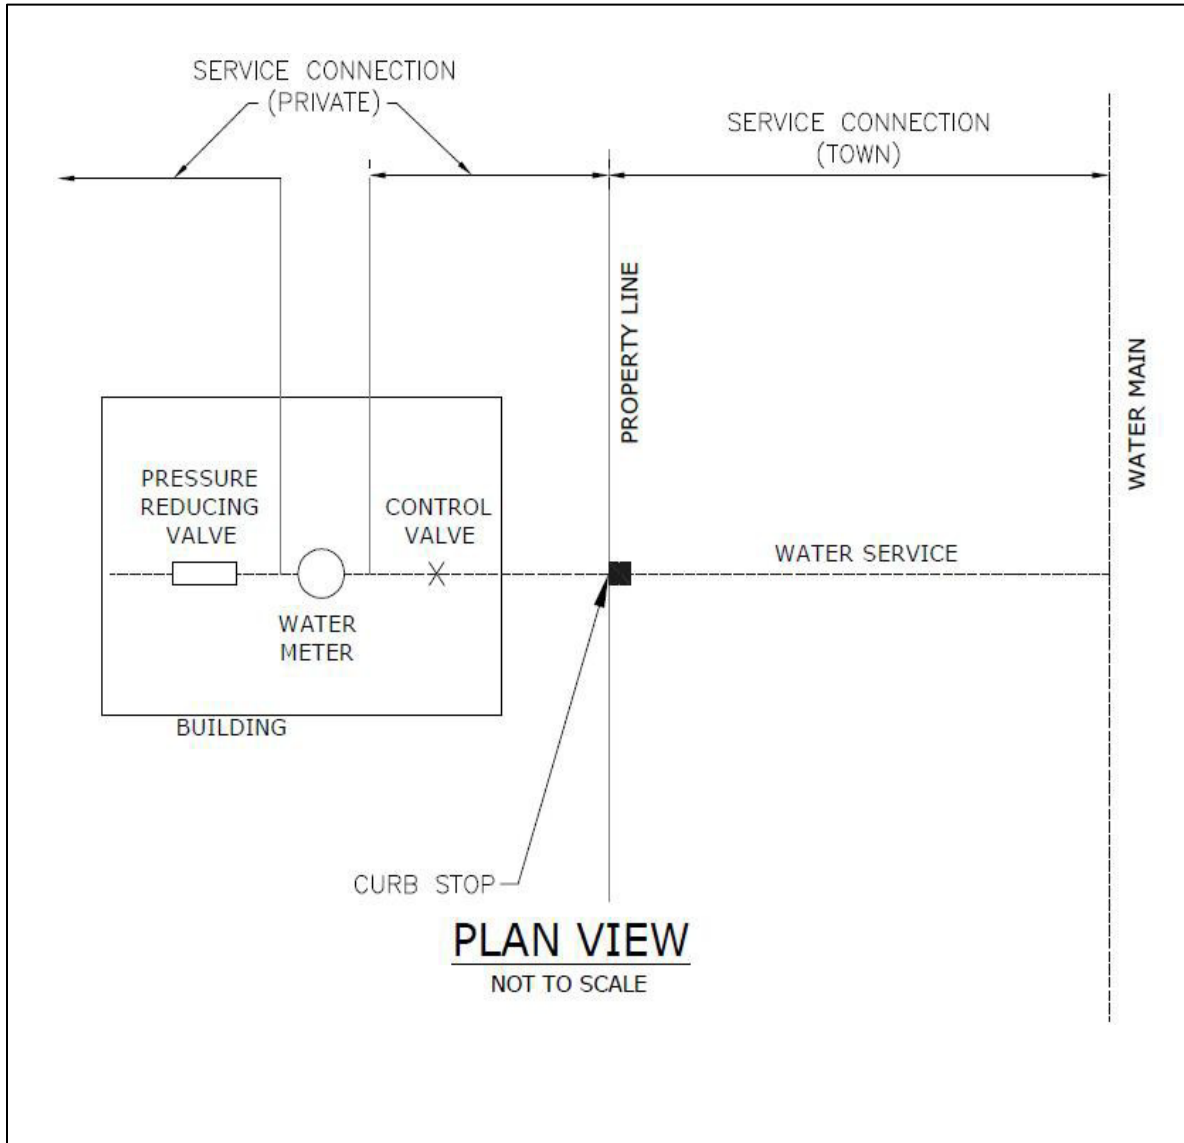 SERVICE CONNECTION
(PRIVATE)
SERVICE CONNECTION
(TOWN)
PROPERTY LINE
WATER MAIN
PRESSURE
REDUCING
VALVE
CONTROL
VALVE
WATER SERVICE
WATER
METER
BUILDING
CURB STOP
PLAN VIEW
NOT TO SCALE